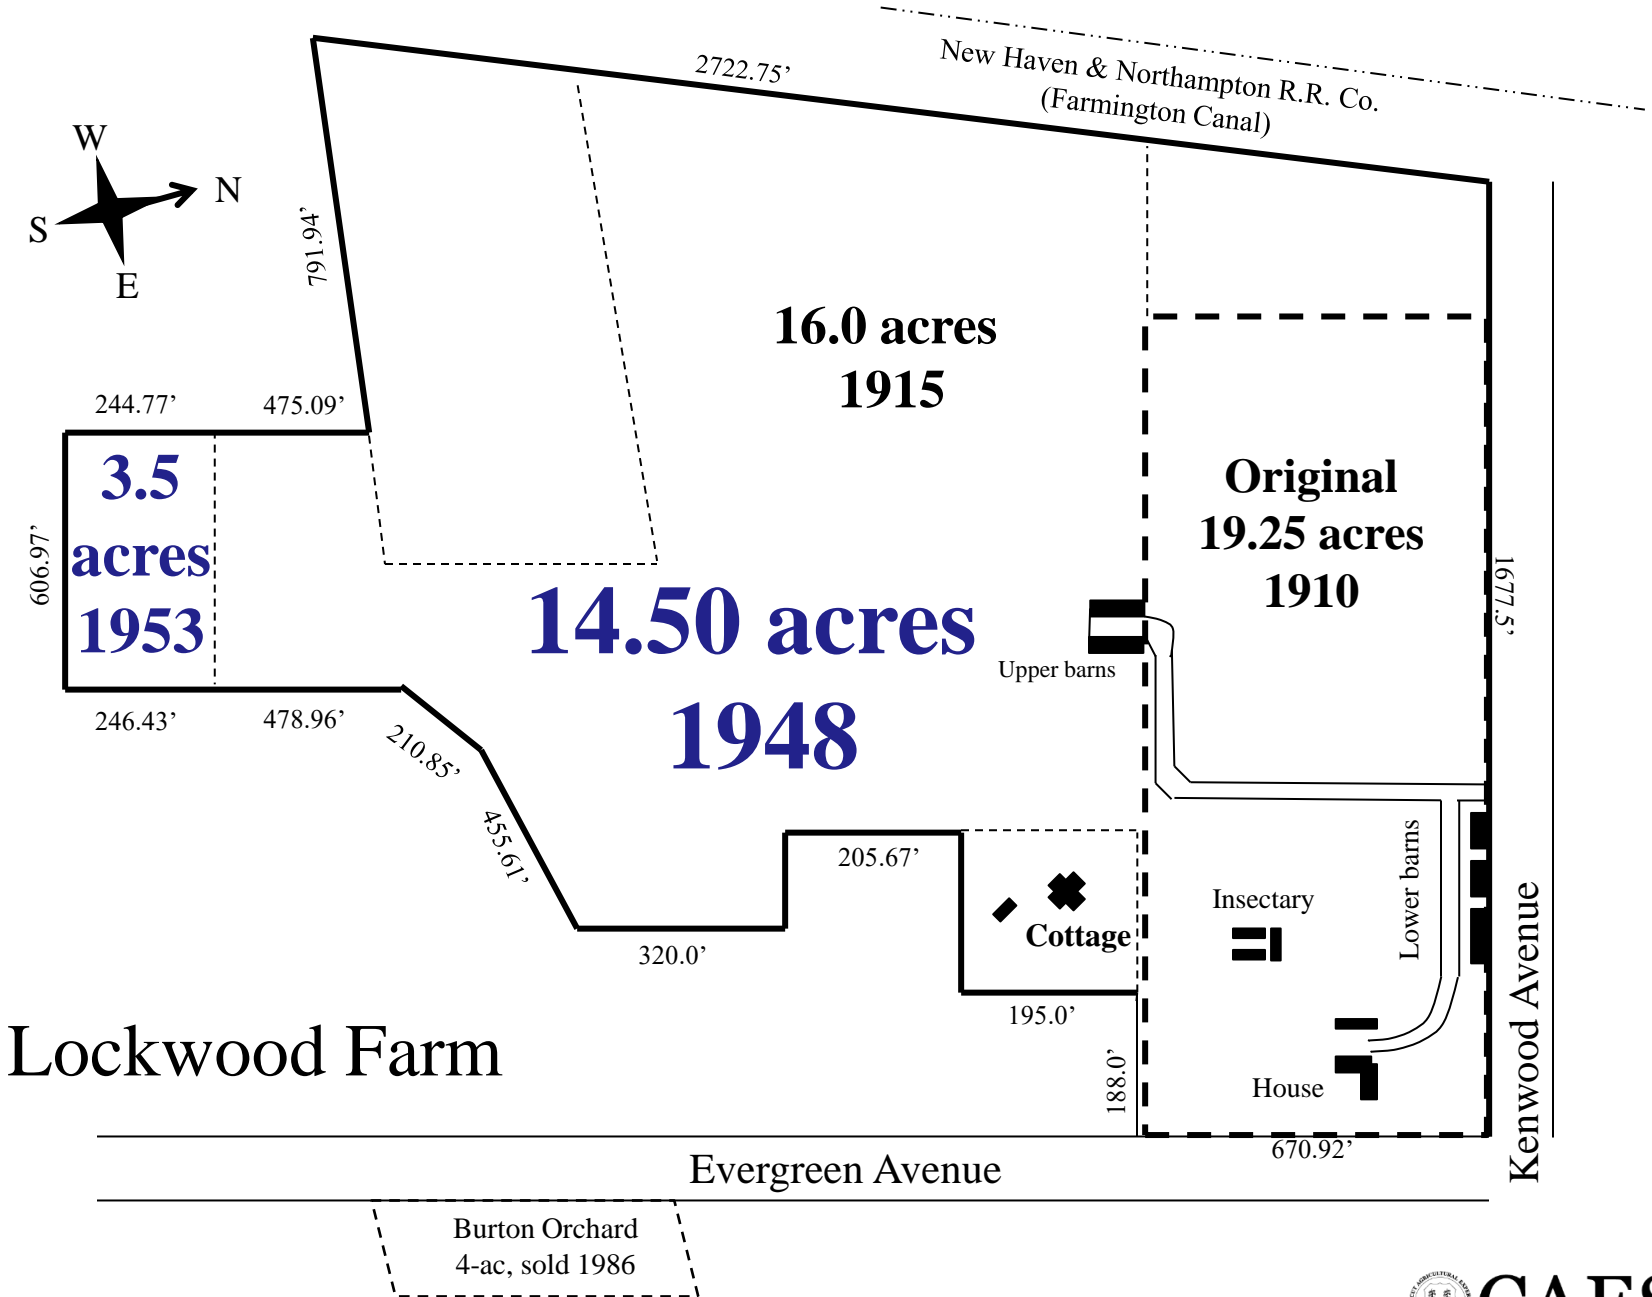 2722.75’
New Haven & Northampton R.R. Co.
(Farmington Canal)
W
N
S
E
791.94’
16.0 acres
1915
244.77’
475.09’
3.5
acres
1953
Original
19.25 acres
1910
606.97’
1677.5’
14.50 acres
1948
Upper barns
246.43’
478.96’
210.85’
455.61’
205.67’
Lower barns
Insectary
Cottage
320.0’
195.0’
Kenwood Avenue
Lockwood Farm
188.0’
House
670.92’
Evergreen Avenue
Burton Orchard
4-ac, sold 1986